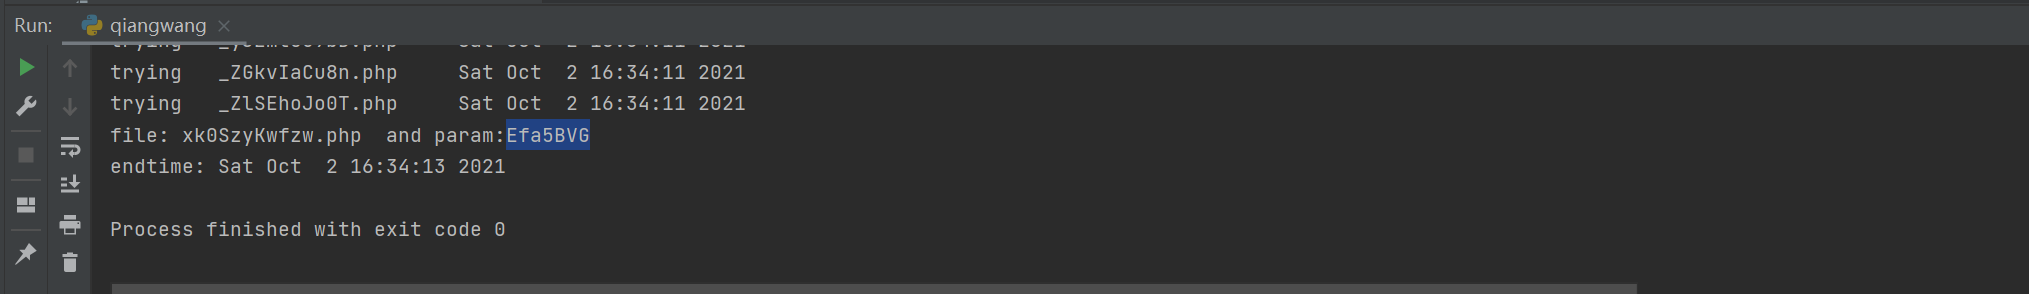 Run: qiangwang
trying _ZGkvIaCu8n.php Sat Oct 2 16:34:11 2021
trying _ZlSEhoJo0T.php Sat Oct 2 16:34:11 2021
file: xk0SzyKwfzw.php and param:Efa5BVG
endtime: Sat Oct 2 16:34:13 2021
Process finished with exit code 0